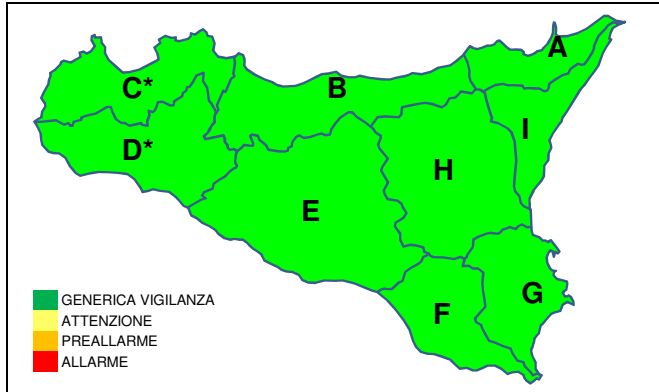 A
C*
B
I
D*
H
E
G
F
GENERICA VIGILANZA
ATTENZIONE
PREALLARME
ALLARME